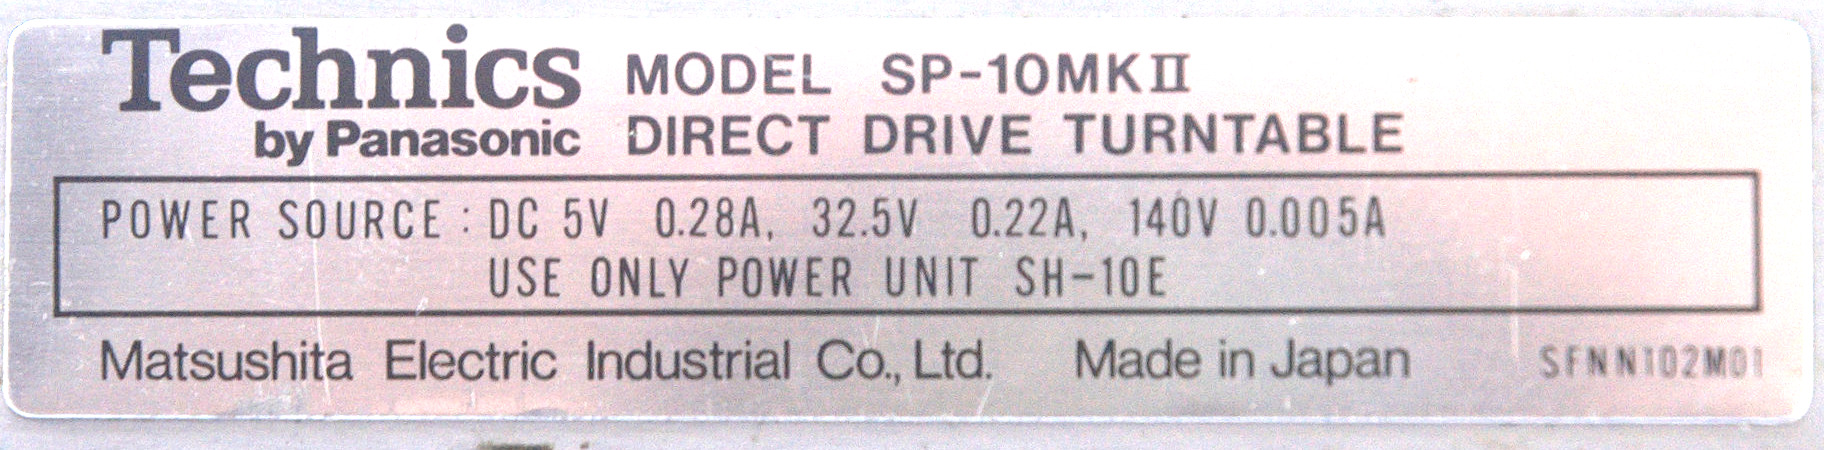 Technics MODEL SP-10MKII
by Panasonic DIRECT DRIVE TURNTABLE
POWER SOURCE : DC 5V 0.28A, 32.5V 0.22A, 140V 0.005A
USE ONLY POWER UNIT SH-10E
Matsushita Electric Industrial Co., Ltd. Made in Japan SFNN102M01